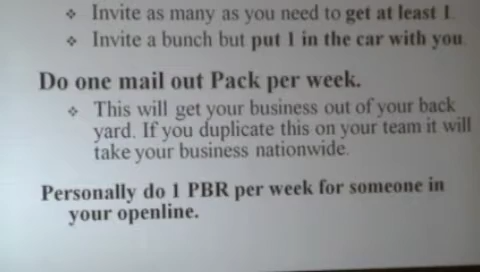 ❖ Invite as many as you need to get at least 1.
❖ Invite a bunch but put 1 in the car with you.
Do one mail out Pack per week.
❖ This will get your business out of your back
yard. If you duplicate this on your team it will
take your business nationwide.
Personally do 1 PBR per week for someone in
your openline.